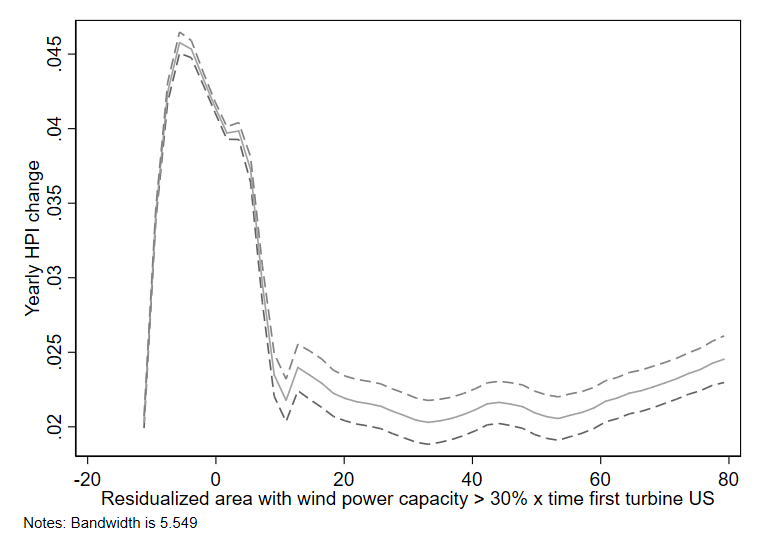 Yearly HPI change
.045
.04
.035
.03
.025
.02
-20 0 20 40 60 80
Residualized area with wind power capacity > 30% x time first turbine US
Notes: Bandwidth is 5.549